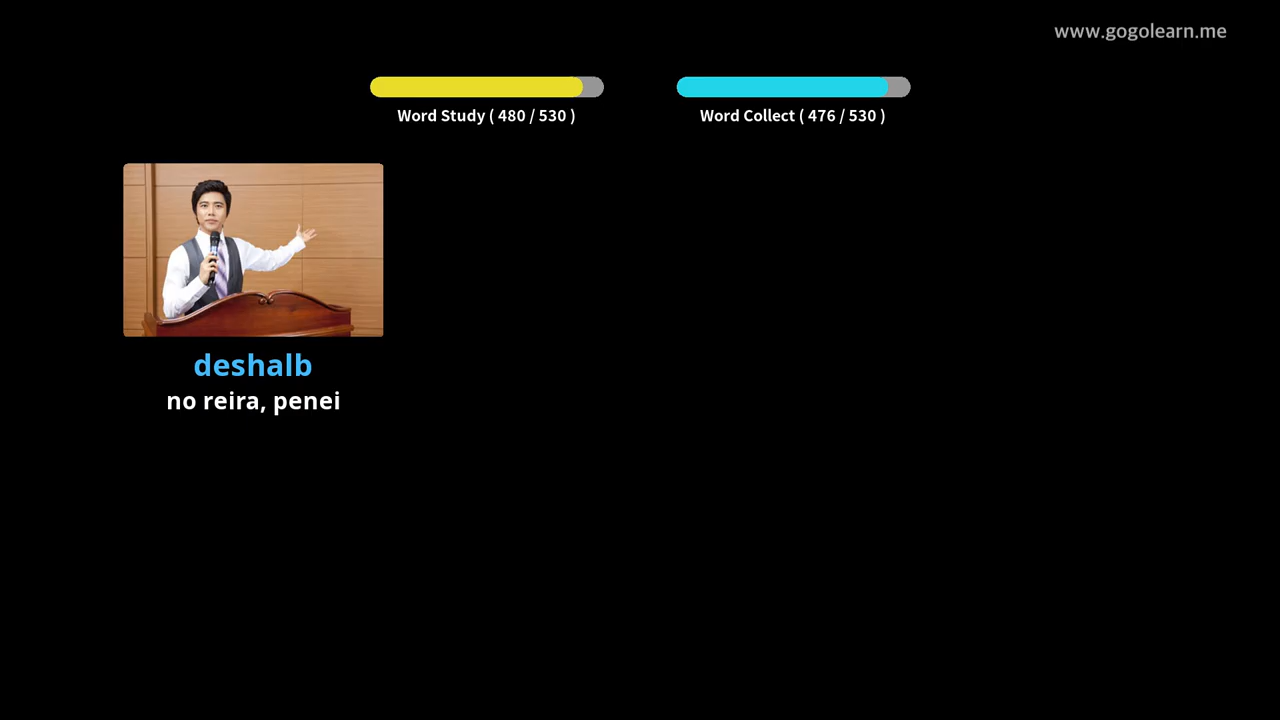 www.gogolearn.me
Word Study ( 480 / 530 )
Word Collect ( 476 / 530 )
deshalb
no reira, penei